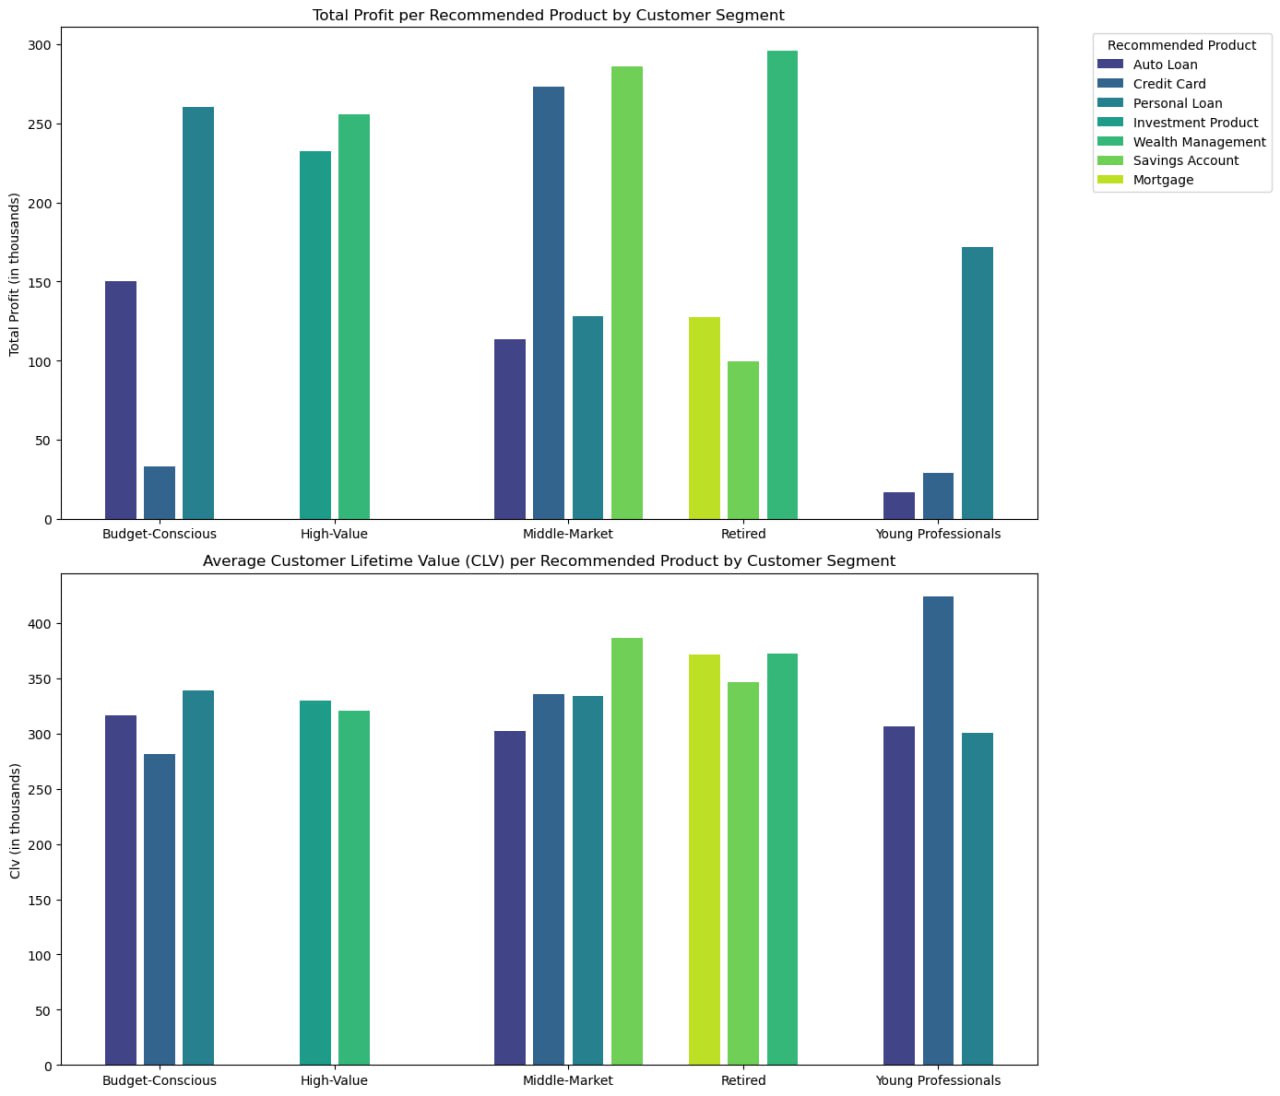 Total Profit per Recommended Product by Customer Segment
Total Profit (in thousands)
300
250
200
150
100
50
0
Budget-Conscious
High-Value
Middle-Market
Retired
Young Professionals
Recommended Product
Auto Loan
Credit Card
Personal Loan
Investment Product
Wealth Management
Savings Account
Mortgage
Average Customer Lifetime Value (CLV) per Recommended Product by Customer Segment
Clv (in thousands)
400
350
300
250
200
150
100
50
0
Budget-Conscious
High-Value
Middle-Market
Retired
Young Professionals